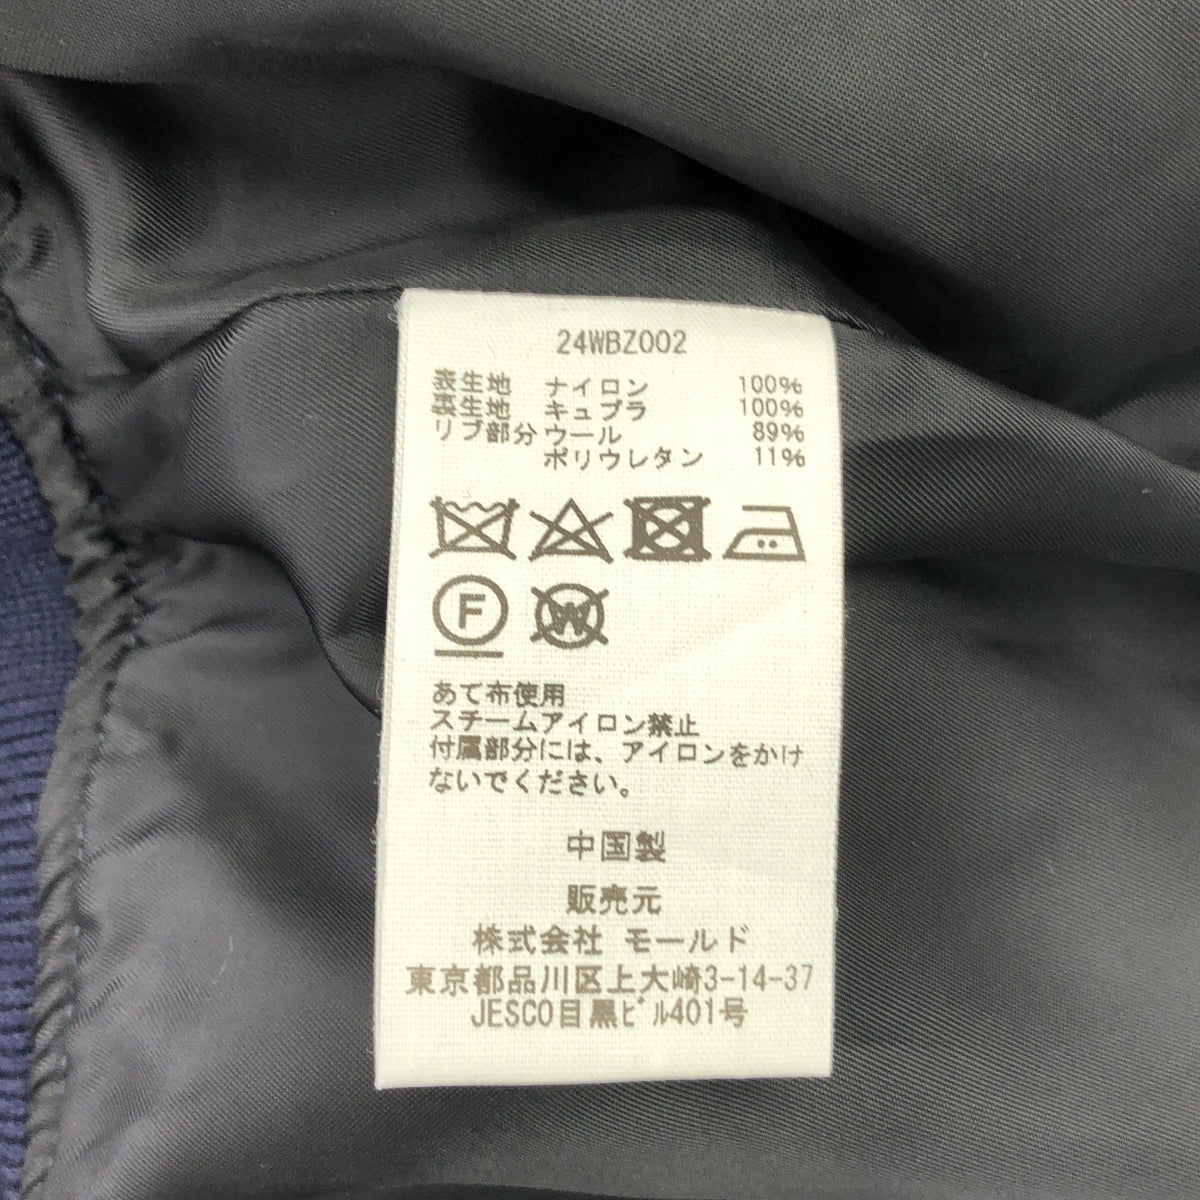 24WBZ002
表生地 ナイロン 100%
裏生地 キュプラ 100%
リブ部分 ウール 89%
ポリウレタン 11%
F W
あて布使用
スチームアイロン禁止
付属部分には、アイロンをかけ
ないでください。
中国製
販売元
株式会社 モールド
東京都品川区上大崎3-14-37
JESCO目黒ﾋﾞﾙ401号